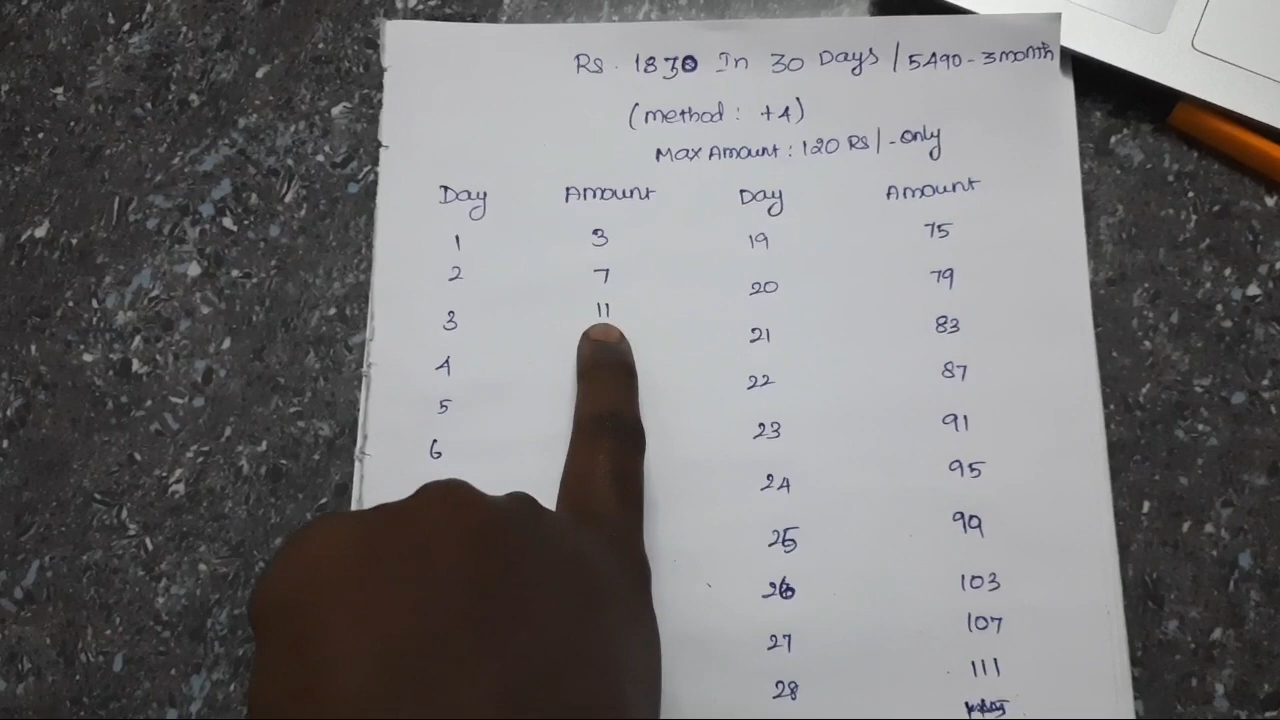 Rs. 1830 In 30 Days / 5490 - 3 month
(method : +4)
Max Amount : 120 Rs/- only
Day Amount Day Amount
1 3 19 75
2 7 20 79
3 11 21 83
4 22 87
5 23 91
6 24 95
25 99
26 103
27 107
28 111